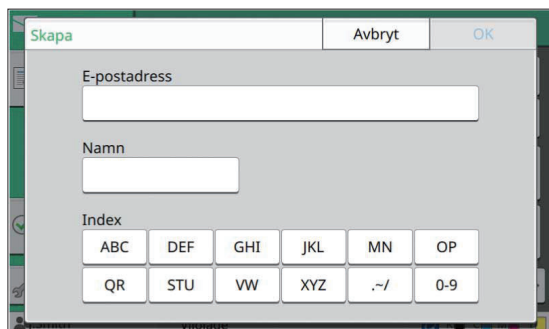 Skapa Avbryt OK
E-postadress
Namn
Index
ABC DEF GHI JKL MN OP
QR STU VW XYZ .~/ 0-9